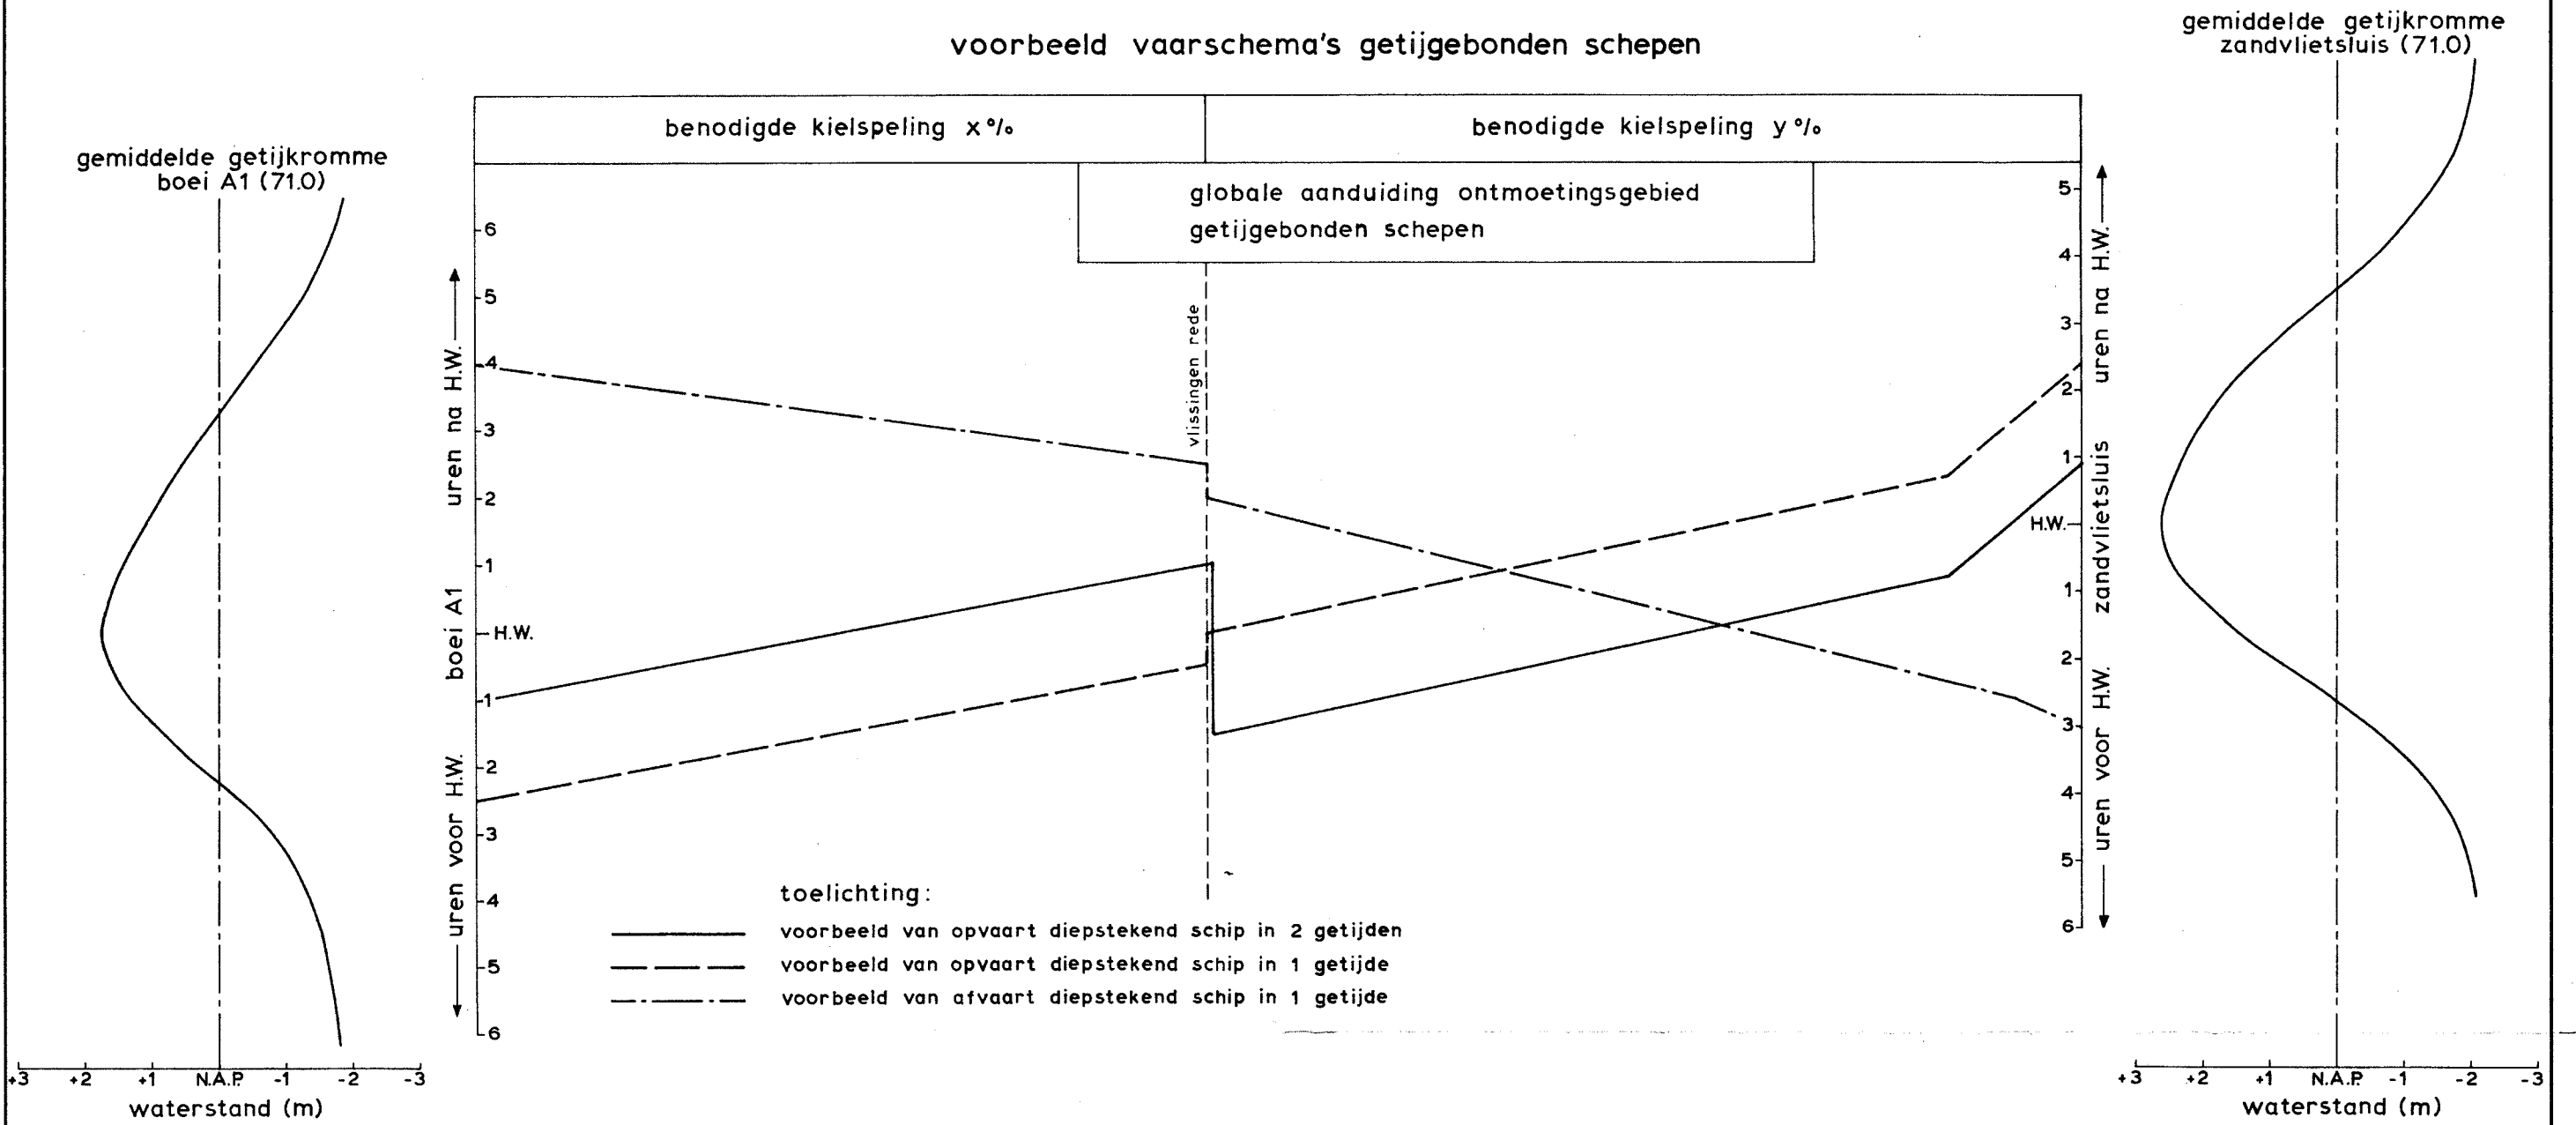 voorbeeld vaarschema's getijgebonden schepen
gemiddelde getijkromme
zandvlietsluis (71.0)
gemiddelde getijkromme
boei A1 (71.0)
benodigde kielspeling x%
benodigde kielspeling y%
globale aanduiding ontmoetingsgebied
getijgebonden schepen
vlissingen rede
uren voor H.W. boei A1 uren na H.W.
6
5
4
3
2
1
H.W.
1
2
3
4
5
6
uren voor H.W. zandvlietsluis uren na H.W.
5
4
3
2
1
H.W.
1
2
3
4
5
6
toelichting:
voorbeeld van opvaart diepstekend schip in 2 getijden
voorbeeld van opvaart diepstekend schip in 1 getijde
voorbeeld van afvaart diepstekend schip in 1 getijde
+3 +2 +1 N.A.P. -1 -2 -3
waterstand (m)
+3 +2 +1 N.A.P. -1 -2 -3
waterstand (m)